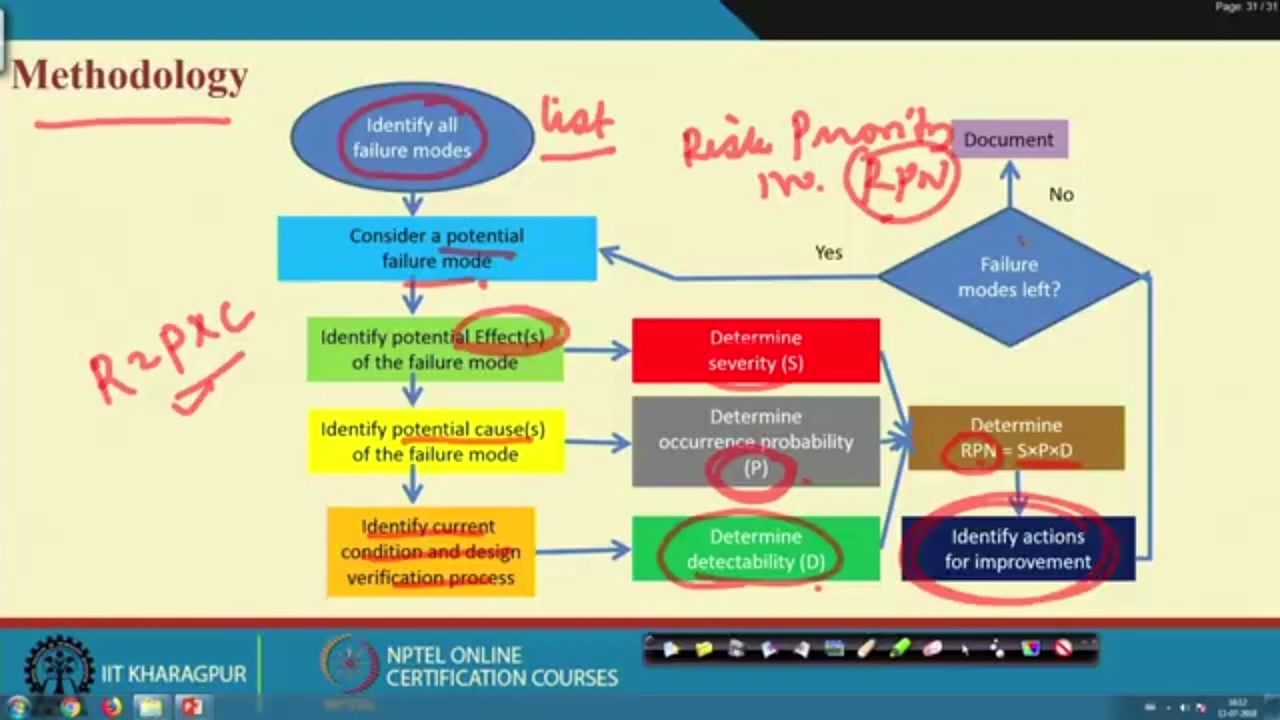 Page: 31 / 31
Methodology
Identify all
failure modes
list
Risk Priority
no. RPN
Document
No
Consider a potential
failure mode
Yes
Failure
modes left?
R = P x C
Identify potential Effect(s)
of the failure mode
Determine
severity (S)
Identify potential cause(s)
of the failure mode
Determine
occurrence probability
(P)
Determine
RPN = S×P×D
Identify current
condition and design
verification process
Determine
detectability (D)
Identify actions
for improvement
IIT KHARAGPUR
NPTEL ONLINE
CERTIFICATION COURSES